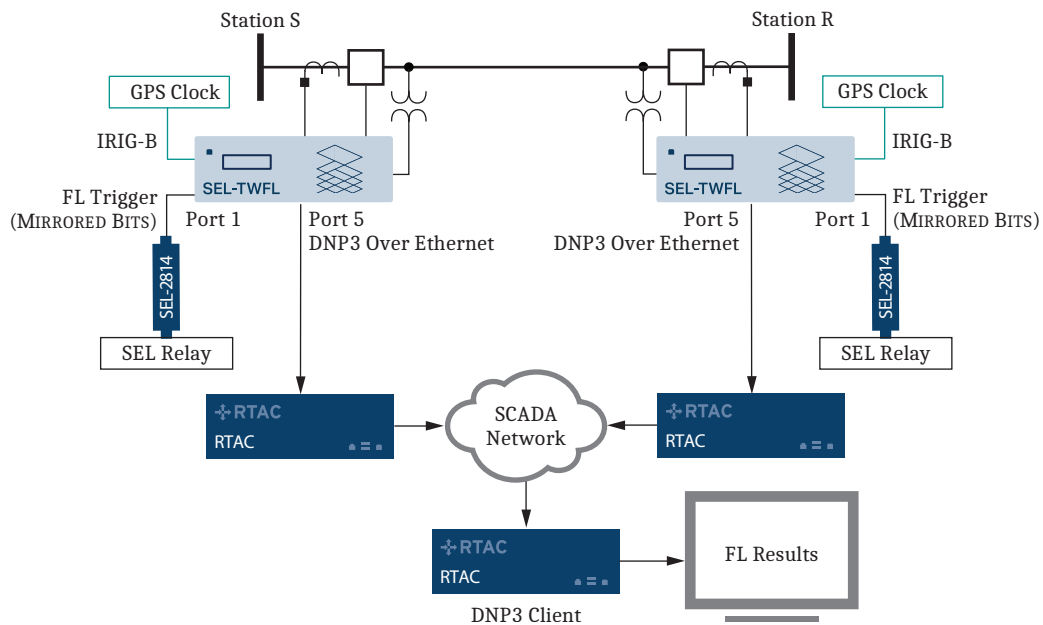 Station S
Station R
GPS Clock
GPS Clock
IRIG-B
IRIG-B
SEL-TWFL
SEL-TWFL
FL Trigger
(MIRRORED BITS)
Port 1
Port 5
DNP3 Over Ethernet
Port 5
DNP3 Over Ethernet
Port 1
FL Trigger
(MIRRORED BITS)
SEL-2814
SEL-2814
SEL Relay
SEL Relay
RTAC
RTAC
SCADA
Network
RTAC
RTAC
RTAC
RTAC
FL Results
DNP3 Client